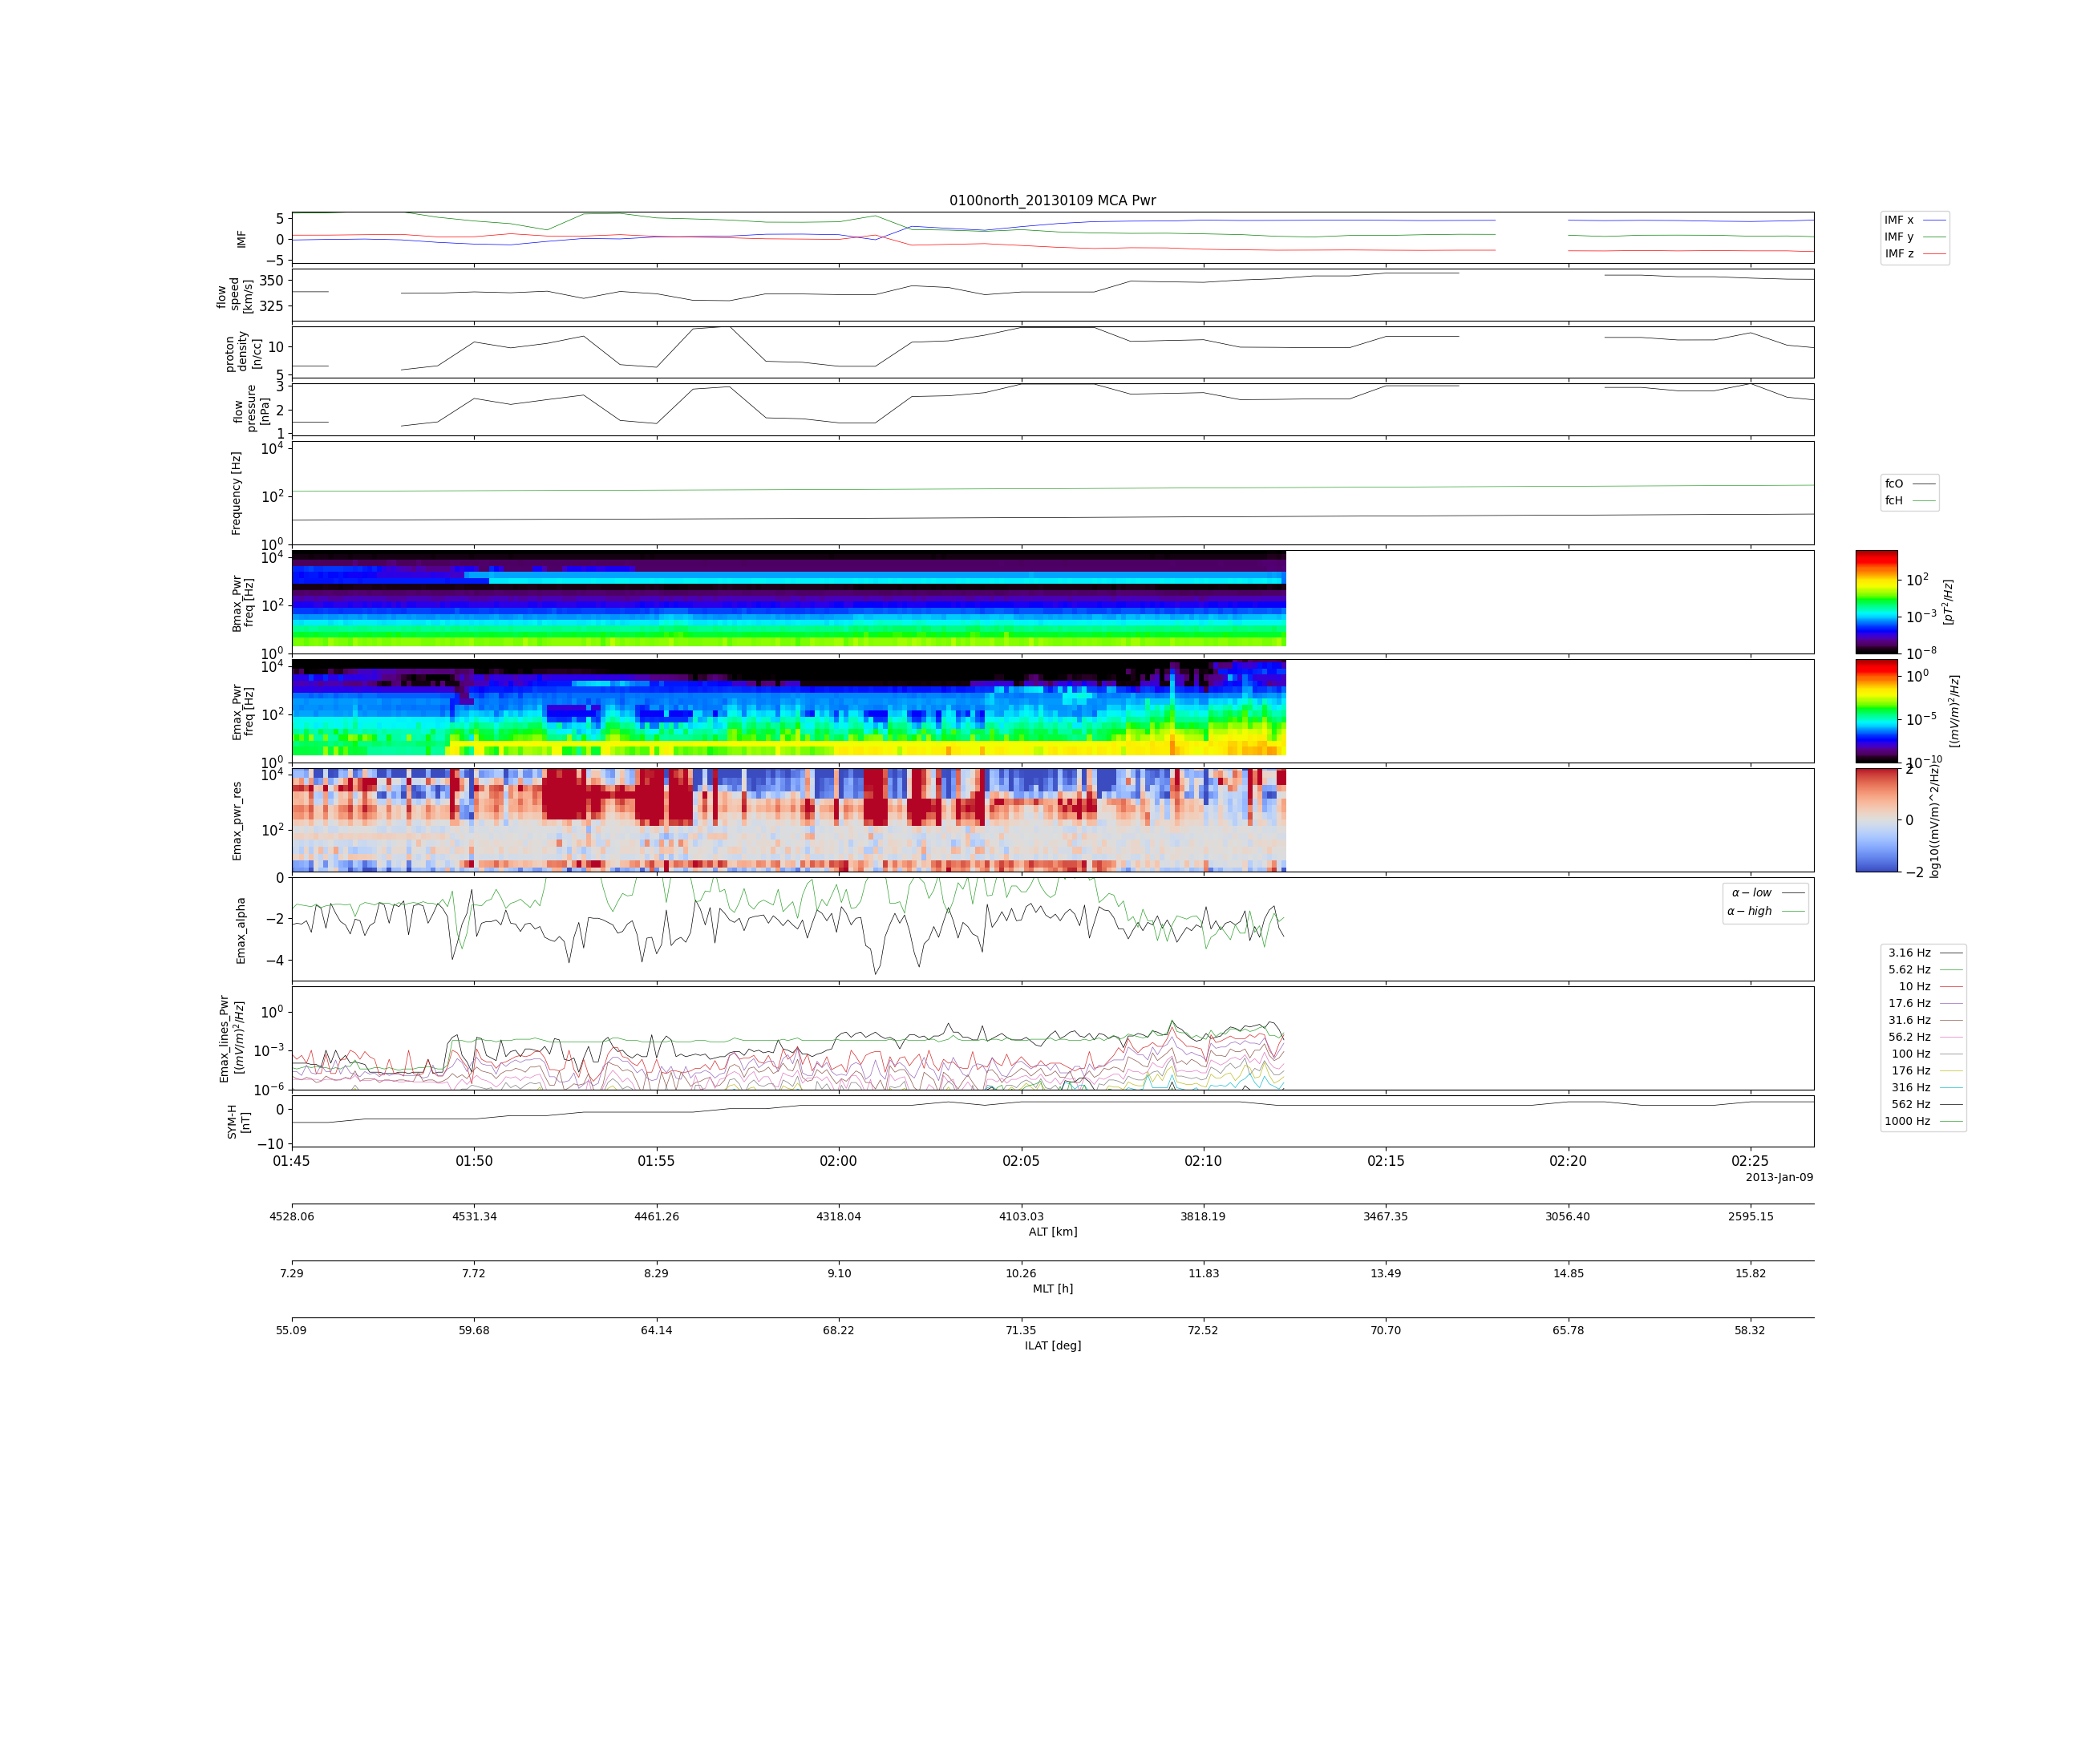 0100north_20130109 MCA Pwr
5
0
−5
IMF
IMF x
IMF y
IMF z
350
325
flow
speed
[km/s]
10
5
proton
density
[n/cc]
3
2
1
flow
pressure
[nPa]
10^4
10^2
10^0
Frequency [Hz]
fcO
fcH
10^4
10^2
10^0
Bmax_Pwr
freq [Hz]
10^2
10^−3
10^−8
[pT^2/Hz]
10^4
10^2
10^0
Emax_Pwr
freq [Hz]
10^0
10^−5
10^−10
[(mV/m)^2/Hz]
10^4
10^2
Emax_pwr_res
2
0
−2
log10((mV/m)^2/Hz)
0
−2
−4
Emax_alpha
α − low
α − high
10^0
10^−3
10^−6
Emax_lines_Pwr
[(mV/m)^2/Hz]
3.16 Hz
5.62 Hz
10 Hz
17.6 Hz
31.6 Hz
56.2 Hz
100 Hz
176 Hz
316 Hz
562 Hz
1000 Hz
0
−10
SYM-H
[nT]
01:45 01:50 01:55 02:00 02:05 02:10 02:15 02:20 02:25
2013-Jan-09
4528.06 4531.34 4461.26 4318.04 4103.03 3818.19 3467.35 3056.40 2595.15
ALT [km]
7.29 7.72 8.29 9.10 10.26 11.83 13.49 14.85 15.82
MLT [h]
55.09 59.68 64.14 68.22 71.35 72.52 70.70 65.78 58.32
ILAT [deg]